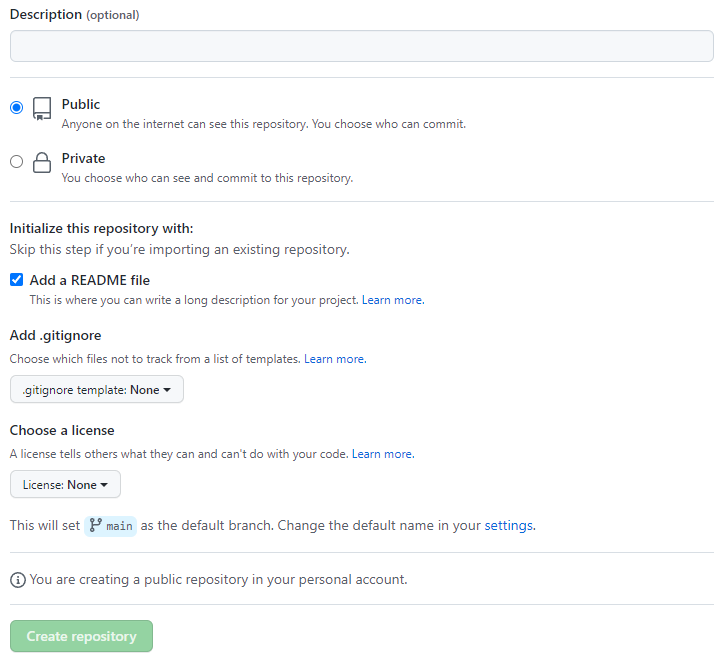 Description (optional)
Public
Anyone on the internet can see this repository. You choose who can commit.
Private
You choose who can see and commit to this repository.
Initialize this repository with:
Skip this step if you’re importing an existing repository.
Add a README file
This is where you can write a long description for your project. Learn more.
Add .gitignore
Choose which files not to track from a list of templates. Learn more.
.gitignore template: None
Choose a license
A license tells others what they can and can't do with your code. Learn more.
License: None
This will set main as the default branch. Change the default name in your settings.
You are creating a public repository in your personal account.
Create repository